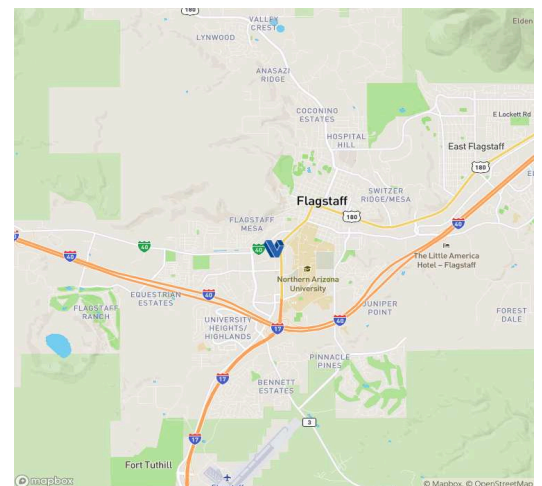 180
VALLEY
CREST
Elden
LYNWOOD
ANASAZI
RIDGE
COCONINO
ESTATES
E Lockett Rd
HOSPITAL
HILL
East Flagstaff
180
SWITZER
RIDGE/MESA
Flagstaff
180
FLAGSTAFF
MESA
40
40
40
40
The Little America
Hotel – Flagstaff
Northern Arizona
University
EQUESTRIAN
ESTATES
40
FLAGSTAFF
RANCH
JUNIPER
POINT
40
FOREST
DALE
UNIVERSITY
HEIGHTS/
HIGHLANDS
17
PINNACLE
PINES
17
BENNETT
ESTATES
3
17
Fort Tuthill
mapbox
© Mapbox, © OpenStreetMap